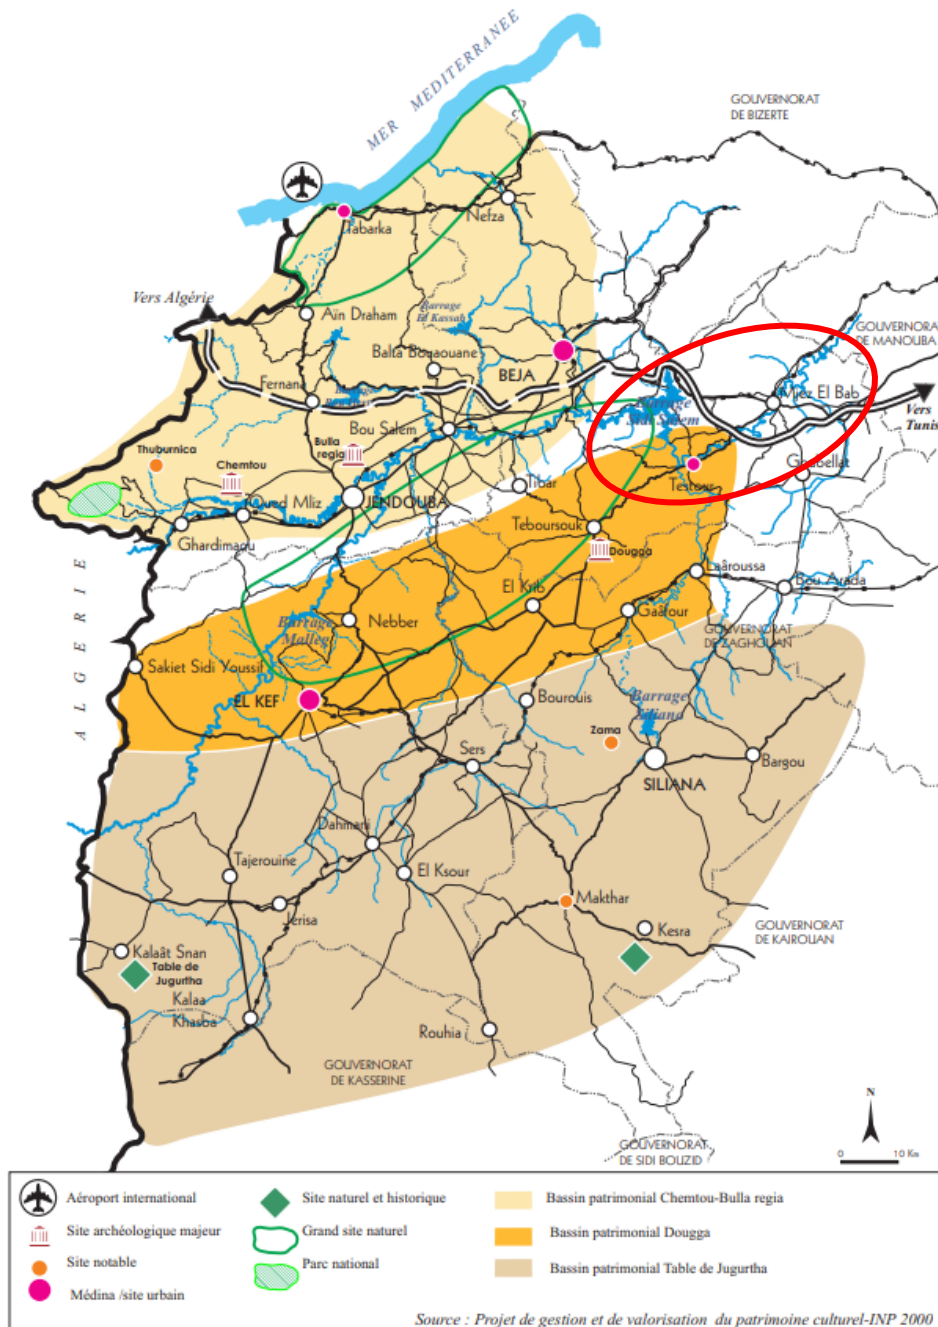 MER MEDITERRANEE
GOUVERNORAT
DE BIZERTE
Nefza
Tabarka
Vers Algérie
Aïn Draham
Barrage
El Kassab
GOUVERNORAT
DE MANOUBA
Balta Bouaouane
BEJA
Fernana
Mjez El Bab
Barrage
Sidi Salem
Vers
Tunis
Bou Salem
Thuburnica
Bulla
regia
Chemtou
Goubellat
Testour
Tibar
Oued Mliz
JENDOUBA
Teboursouk
Ghardimaou
Dougga
Laâroussa
Bou Arada
El Krib
Gaâfour
ALGERIE
Barrage
Malleg
Nebber
GOUVERNORAT
DE ZAGHOUAN
Sakiet Sidi Youssif
EL KEF
Bourouis
Barrage
Siliana
Zama
Sers
Bargou
SILIANA
Dahmani
Tajerouine
El Ksour
Makthar
Jerisa
Kesra
GOUVERNORAT
DE KAIROUAN
Kalaât Snan
Table de
Jugurtha
Kalaa
Khasba
Rouhia
GOUVERNORAT
DE KASSERINE
GOUVERNORAT
DE SIDI BOUZID
N
0 10 Km
Aéroport international
Site archéologique majeur
Site notable
Médina /site urbain
Site naturel et historique
Grand site naturel
Parc national
Bassin patrimonial Chemtou-Bulla regia
Bassin patrimonial Dougga
Bassin patrimonial Table de Jugurtha
Source : Projet de gestion et de valorisation du patrimoine culturel-INP 2000